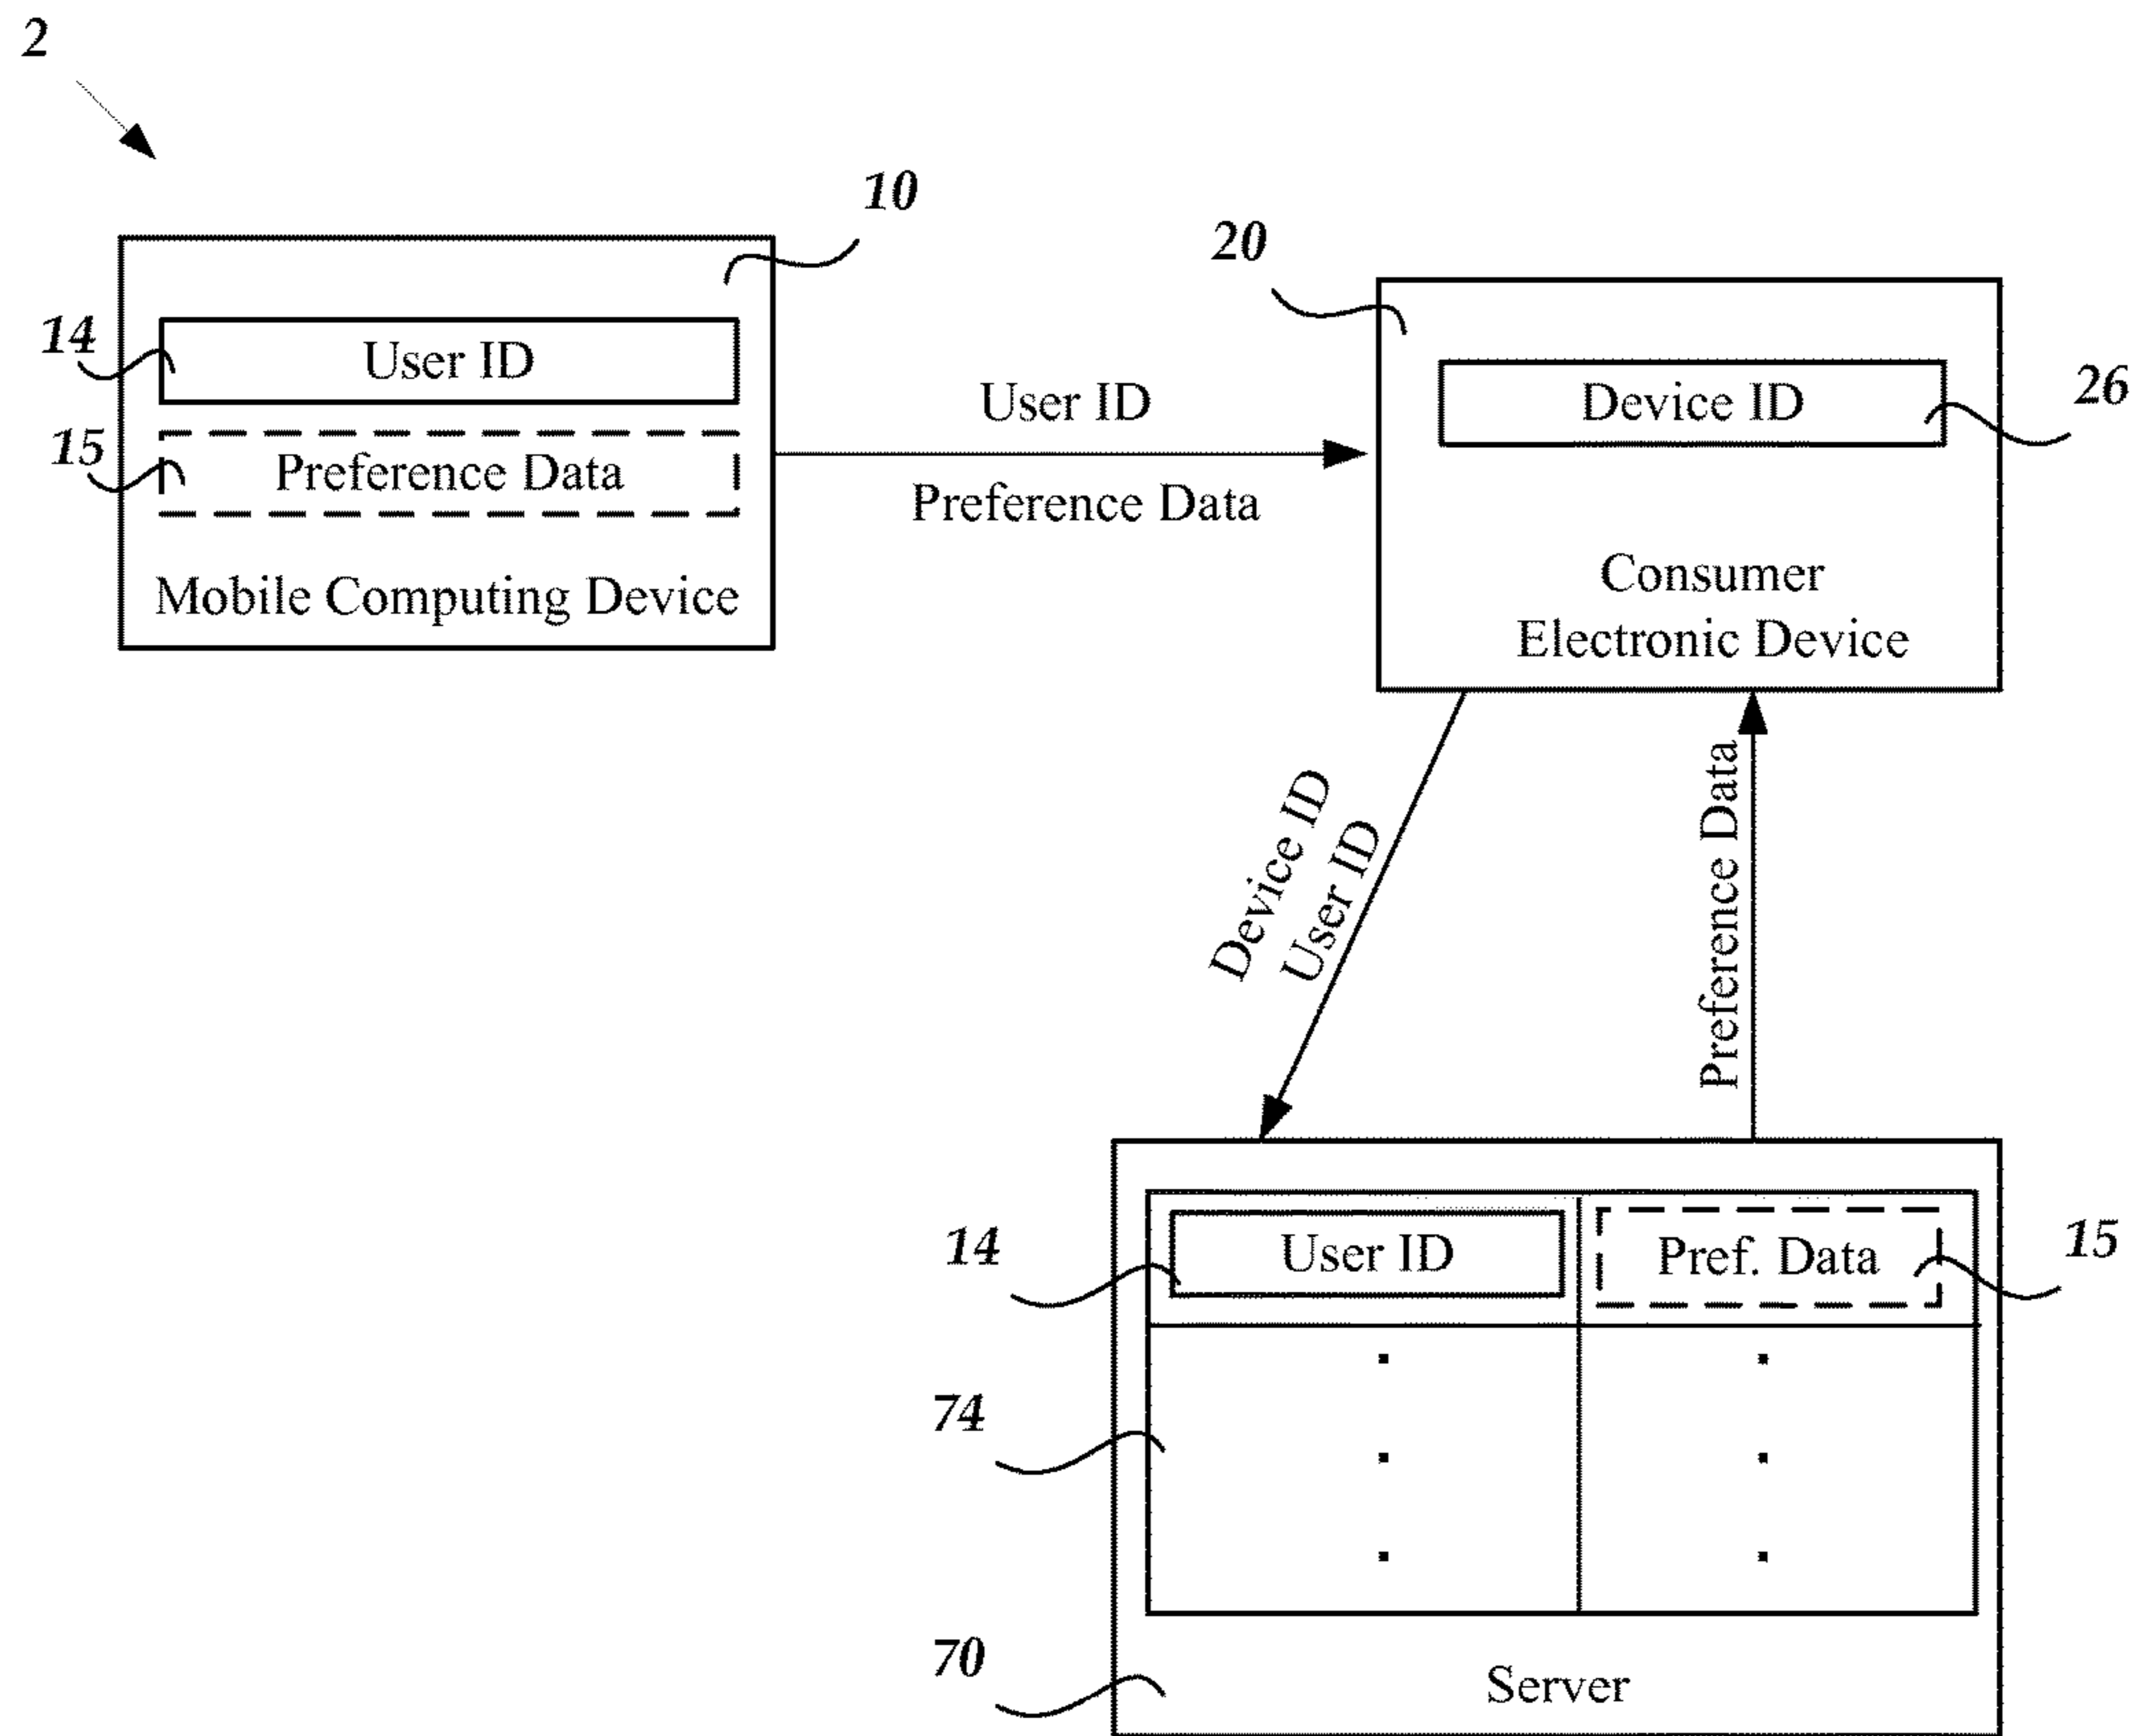 2
10
14
User ID
15
Preference Data
Mobile Computing Device
User ID
Preference Data
20
Device ID
26
Consumer
Electronic Device
Device ID
User ID
Preference Data
14
User ID
Pref. Data
15
74
70
Server